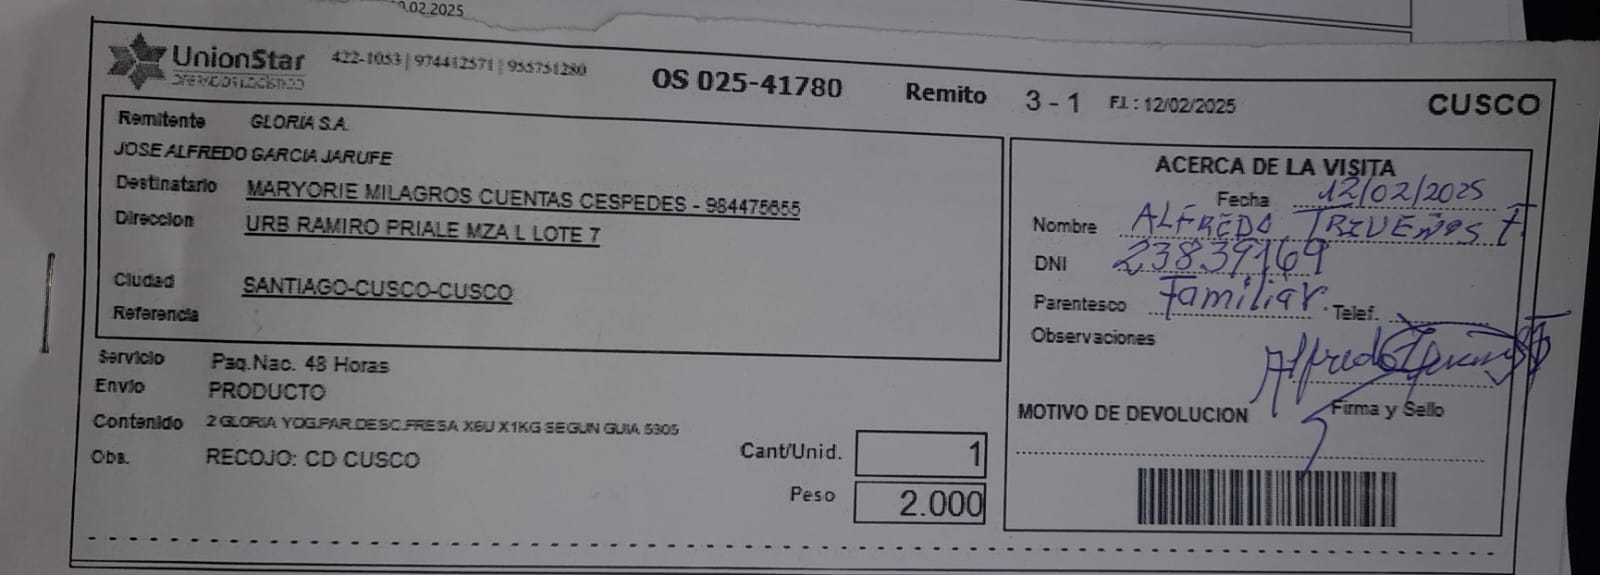 .02.2025
UnionStar 422-1053 | 974412571 | 955751280 OS 025-41780 Remito 3 - 1 F.I. : 12/02/2025 CUSCO
OPERADOR LOGISTICO
Remitente GLORIA S.A.
JOSE ALFREDO GARCIA JARUFE
Destinatario MARYORIE MILAGROS CUENTAS CESPEDES - 984475555
Direccion URB RAMIRO PRIALE MZA L LOTE 7
Ciudad SANTIAGO-CUSCO-CUSCO
Referencia
Servicio Paq.Nac. 48 Horas
Envio PRODUCTO
Contenido 2 GLORIA YOG.PAR.DESC.FRESA X6U X1KG SEGUN GUIA 5305
Obs. RECOJO: CD CUSCO
Cant/Unid. 1
Peso 2.000
ACERCA DE LA VISITA
Fecha 12/02/2025
Nombre ALFREDO TRIVEÑOS F.
DNI 23839169
Parentesco Familiar. Telef.
Observaciones
Alfredo
MOTIVO DE DEVOLUCION Firma y Sello